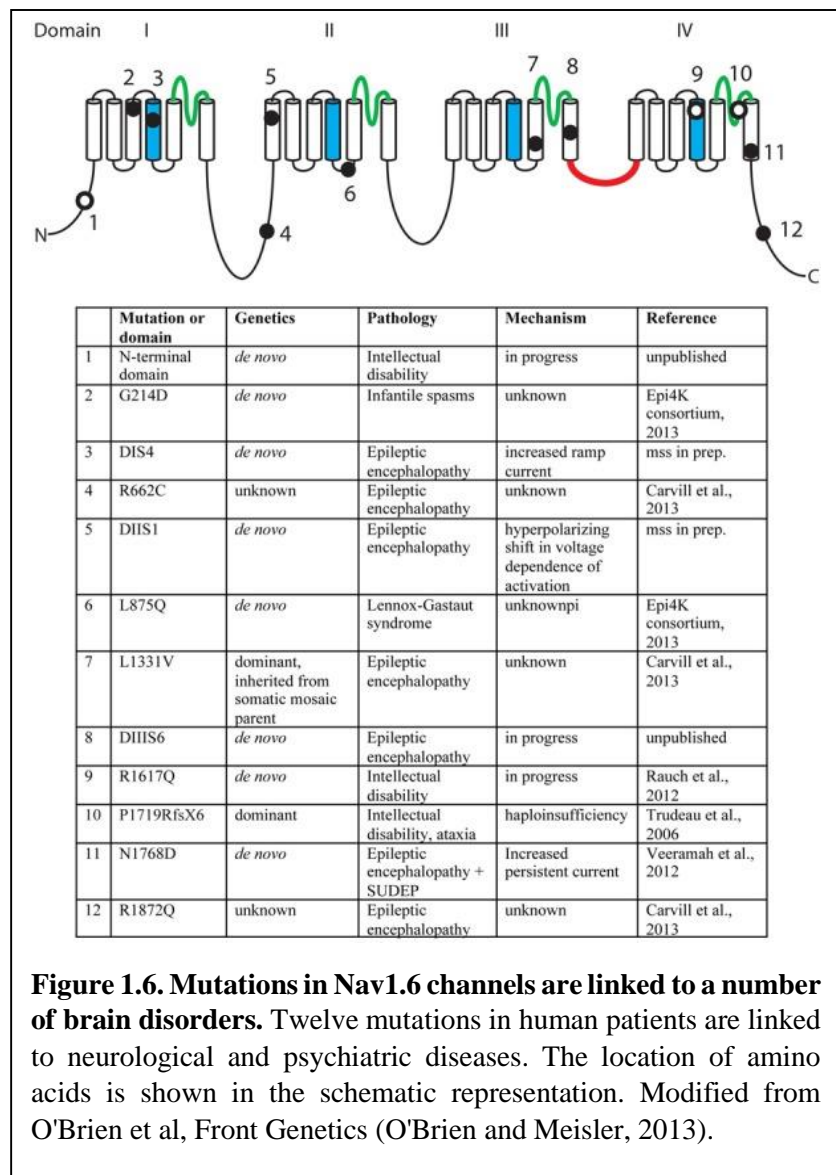 Domain I II III IV
2 3 5 7 8 9 10
11
6
1 4 12
N C
Mutation or domain Genetics Pathology Mechanism Reference
1 N-terminal domain de novo Intellectual disability in progress unpublished
2 G214D de novo Infantile spasms unknown Epi4K consortium, 2013
3 DIS4 de novo Epileptic encephalopathy increased ramp current mss in prep.
4 R662C unknown Epileptic encephalopathy unknown Carvill et al., 2013
5 DIIS1 de novo Epileptic encephalopathy hyperpolarizing shift in voltage dependence of activation mss in prep.
6 L875Q de novo Lennox-Gastaut syndrome unknownpi Epi4K consortium, 2013
7 L1331V dominant, inherited from somatic mosaic parent Epileptic encephalopathy unknown Carvill et al., 2013
8 DIIIS6 de novo Epileptic encephalopathy in progress unpublished
9 R1617Q de novo Intellectual disability in progress Rauch et al., 2012
10 P1719RfsX6 dominant Intellectual disability, ataxia haploinsufficiency Trudeau et al., 2006
11 N1768D de novo Epileptic encephalopathy + SUDEP Increased persistent current Veeramah et al., 2012
12 R1872Q unknown Epileptic encephalopathy unknown Carvill et al., 2013
Figure 1.6. Mutations in Nav1.6 channels are linked to a number
of brain disorders. Twelve mutations in human patients are linked
to neurological and psychiatric diseases. The location of amino
acids is shown in the schematic representation. Modified from
O'Brien et al, Front Genetics (O'Brien and Meisler, 2013).